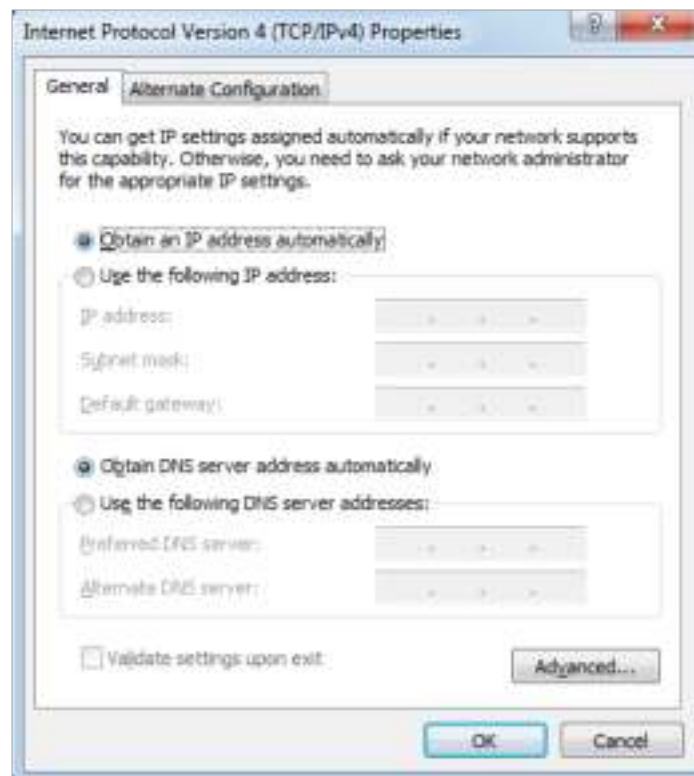 Internet Protocol Version 4 (TCP/IPv4) Properties
?
General
Alternate Configuration
You can get IP settings assigned automatically if your network supports
this capability. Otherwise, you need to ask your network administrator
for the appropriate IP settings.
Obtain an IP address automatically
Use the following IP address:
IP address:
Subnet mask:
Default gateway:
Obtain DNS server address automatically
Use the following DNS server addresses:
Preferred DNS server:
Alternate DNS server:
Validate settings upon exit
Advanced...
OK
Cancel